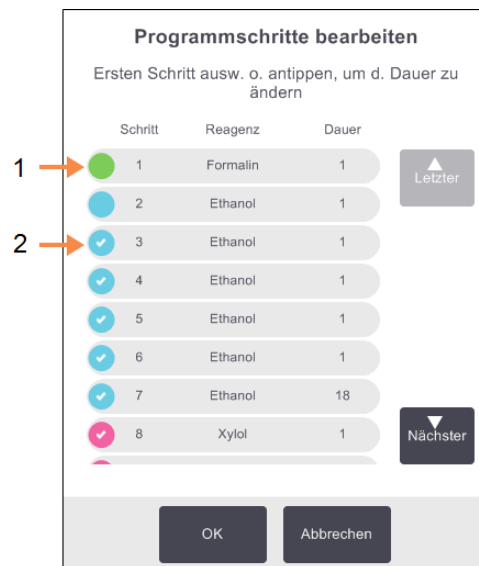 Programmschritte bearbeiten
Ersten Schritt ausw. o. antippen, um d. Dauer zu
ändern
Schritt Reagenz Dauer
1 1 Formalin 1 Letzter
2 Ethanol 1
2 3 Ethanol 1
4 Ethanol 1
5 Ethanol 1
6 Ethanol 1
7 Ethanol 18
8 Xylol 1 Nächster
OK Abbrechen